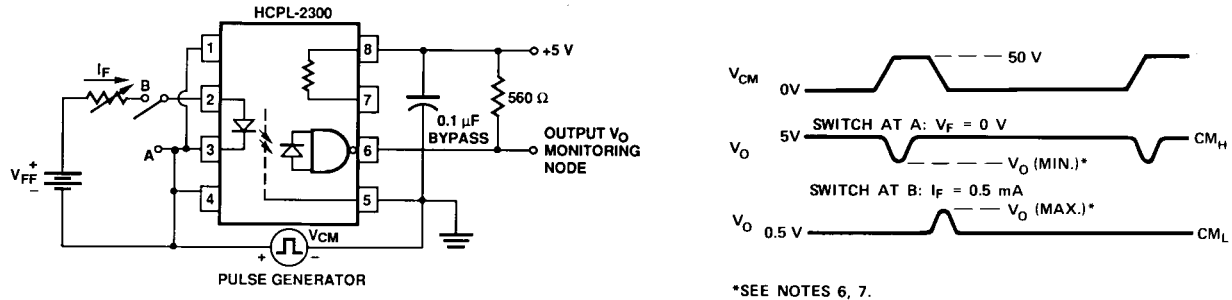 HCPL-2300
I_F
B
A
V_FF
+
–
1
2
3
4
8
7
6
5
+5 V
0.1 µF
BYPASS
560 Ω
OUTPUT V_O
MONITORING
NODE
V_CM
+ –
PULSE GENERATOR
V_CM
50 V
0V
SWITCH AT A: V_F = 0 V
5V
V_O
CM_H
V_O (MIN.)*
SWITCH AT B: I_F = 0.5 mA
V_O (MAX.)*
V_O 0.5 V
CM_L
*SEE NOTES 6, 7.